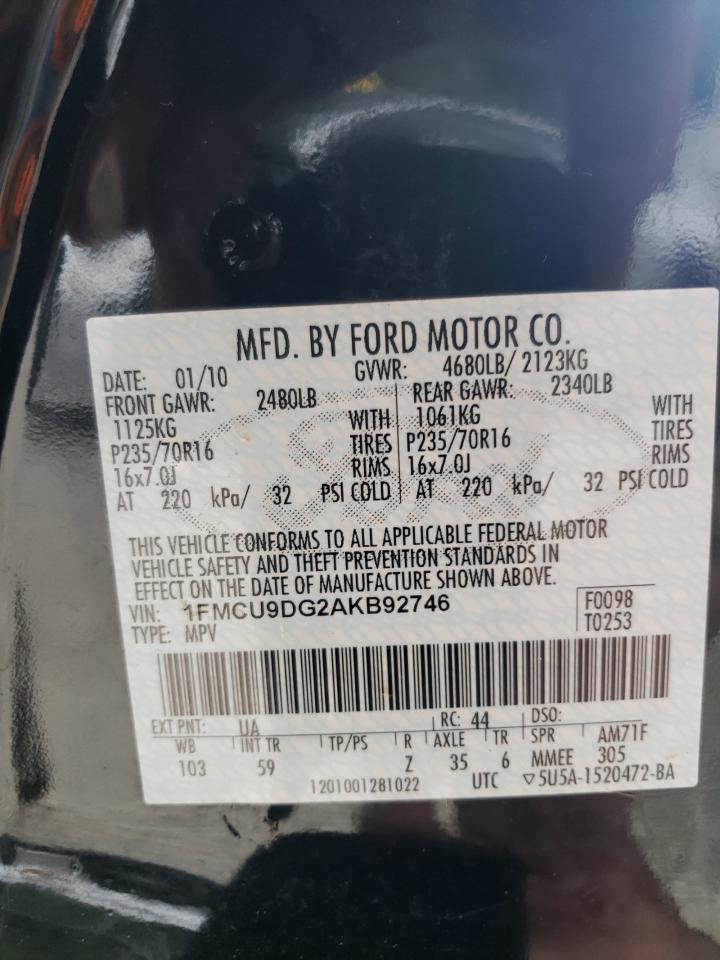 MFD. BY FORD MOTOR CO.
DATE: 01/10 GVWR: 4680LB/ 2123KG
FRONT GAWR: 2480LB REAR GAWR: 2340LB
1125KG WITH 1061KG WITH
P235/70R16 TIRES P235/70R16 TIRES
16x7.0J RIMS 16x7.0J RIMS
AT 220 kPa/ 32 PSI COLD AT 220 kPa/ 32 PSI COLD
THIS VEHICLE CONFORMS TO ALL APPLICABLE FEDERAL MOTOR
VEHICLE SAFETY AND THEFT PREVENTION STANDARDS IN
EFFECT ON THE DATE OF MANUFACTURE SHOWN ABOVE.
VIN: 1FMCU9DG2AKB92746 F0098
TYPE: MPV T0253
EXT PNT: UA RC: 44 DSO:
WB INT TR TP/PS R AXLE TR SPR AM71F
103 59 Z 35 6 MMEE 305
1201001281022 UTC ▽5U5A-1520472-BA